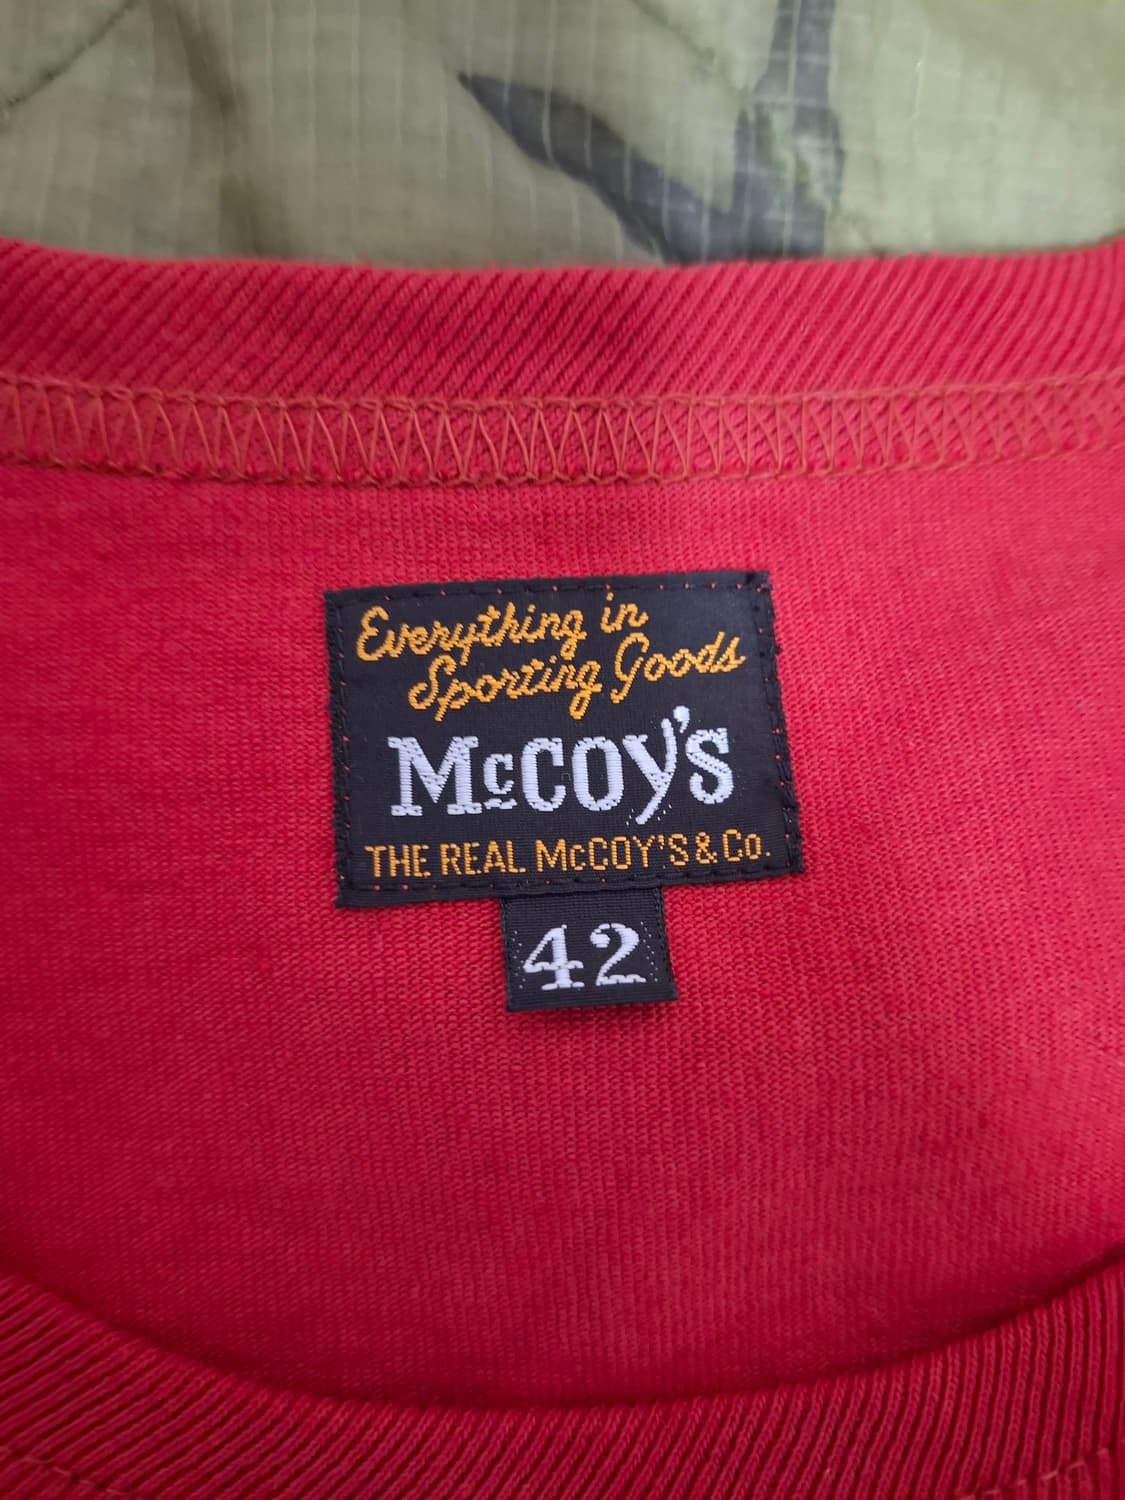 Everything in
Sporting Goods
McCOY'S
THE REAL McCOY'S & Co.
42